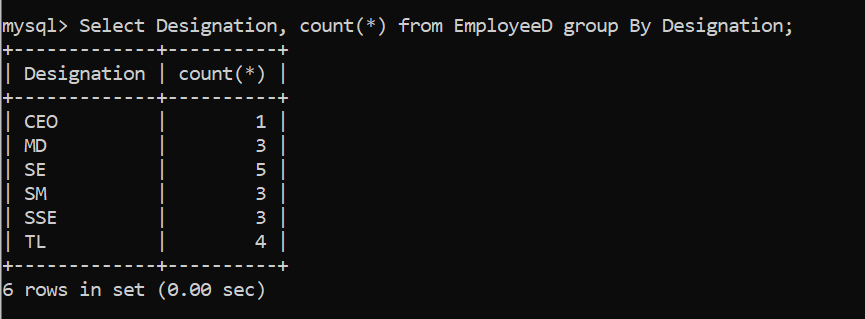 mysql> Select Designation, count(*) from EmployeeD group By Designation;
+-------------+----------+
| Designation | count(*) |
+-------------+----------+
| CEO         |        1 |
| MD          |        3 |
| SE          |        5 |
| SM          |        3 |
| SSE         |        3 |
| TL          |        4 |
+-------------+----------+
6 rows in set (0.00 sec)